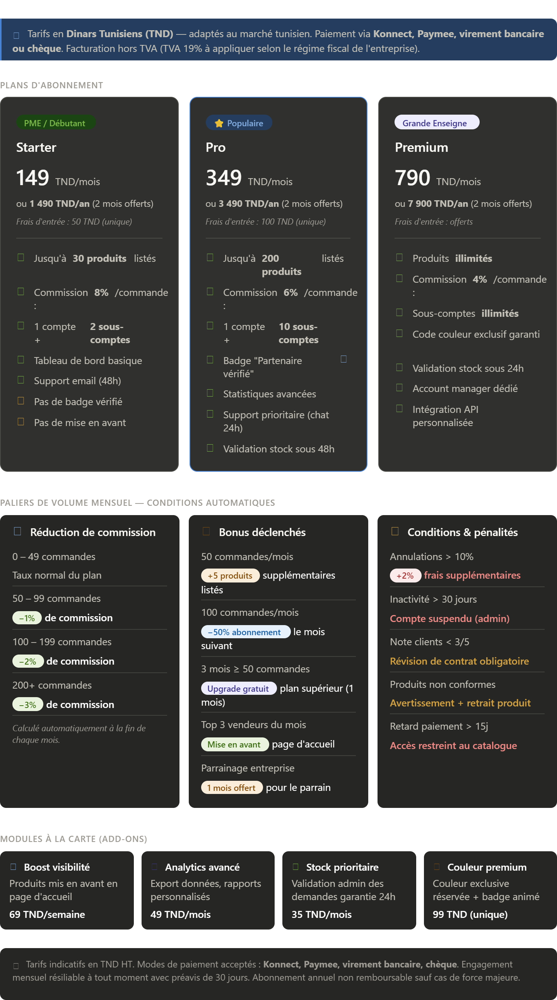 Tarifs en Dinars Tunisiens (TND) — adaptés au marché tunisien. Paiement via Konnect, Paymee, virement bancaire
ou chèque. Facturation hors TVA (TVA 19% à appliquer selon le régime fiscal de l'entreprise).
PLANS D'ABONNEMENT
PME / Débutant
Starter
149 TND/mois
ou 1 490 TND/an (2 mois offerts)
Frais d'entrée : 50 TND (unique)
Jusqu'à 30 produits listés
Commission 8% /commande
:
1 compte 2 sous-
+ comptes
Tableau de bord basique
Support email (48h)
Pas de badge vérifié
Pas de mise en avant
⭐ Populaire
Pro
349 TND/mois
ou 3 490 TND/an (2 mois offerts)
Frais d'entrée : 100 TND (unique)
Jusqu'à 200 listés
produits
Commission 6% /commande
:
1 compte 10 sous-
+ comptes
Badge "Partenaire
vérifié"
Statistiques avancées
Support prioritaire (chat
24h)
Validation stock sous 48h
Grande Enseigne
Premium
790 TND/mois
ou 7 900 TND/an (2 mois offerts)
Frais d'entrée : offerts
Produits illimités
Commission 4% /commande
:
Sous-comptes illimités
Code couleur exclusif garanti
Validation stock sous 24h
Account manager dédié
Intégration API
personnalisée
PALIERS DE VOLUME MENSUEL — CONDITIONS AUTOMATIQUES
Réduction de commission
0 – 49 commandes
Taux normal du plan
50 – 99 commandes
−1% de commission
100 – 199 commandes
−2% de commission
200+ commandes
−3% de commission
Calculé automatiquement à la fin de
chaque mois.
Bonus déclenchés
50 commandes/mois
+5 produits supplémentaires
listés
100 commandes/mois
−50% abonnement le mois
suivant
3 mois ≥ 50 commandes
Upgrade gratuit plan supérieur (1
mois)
Top 3 vendeurs du mois
Mise en avant page d'accueil
Parrainage entreprise
1 mois offert pour le parrain
Conditions & pénalités
Annulations > 10%
+2% frais supplémentaires
Inactivité > 30 jours
Compte suspendu (admin)
Note clients < 3/5
Révision de contrat obligatoire
Produits non conformes
Avertissement + retrait produit
Retard paiement > 15j
Accès restreint au catalogue
MODULES À LA CARTE (ADD-ONS)
Boost visibilité
Produits mis en avant en
page d'accueil
69 TND/semaine
Analytics avancé
Export données, rapports
personnalisés
49 TND/mois
Stock prioritaire
Validation admin des
demandes garantie 24h
35 TND/mois
Couleur premium
Couleur exclusive
réservée + badge animé
99 TND (unique)
Tarifs indicatifs en TND HT. Modes de paiement acceptés : Konnect, Paymee, virement bancaire, chèque. Engagement
mensuel résiliable à tout moment avec préavis de 30 jours. Abonnement annuel non remboursable sauf cas de force majeure.